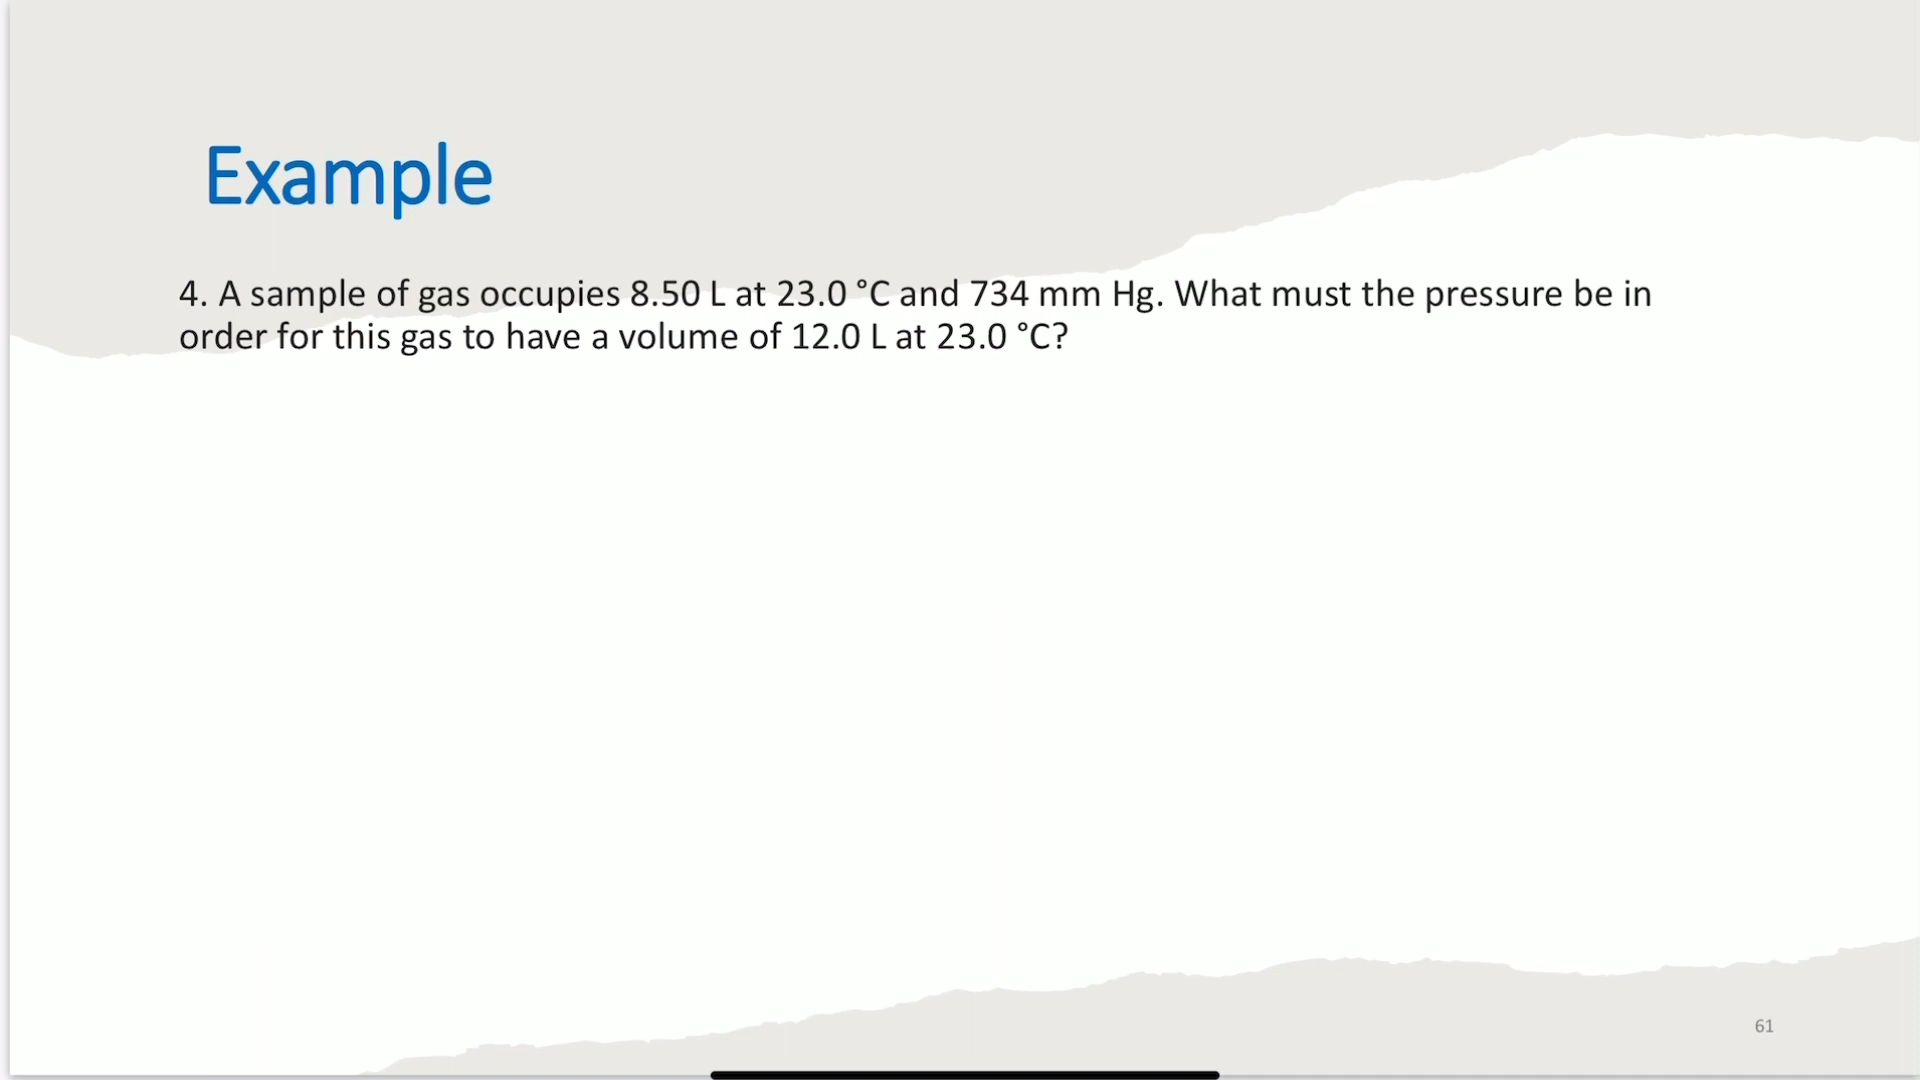 Example
4. A sample of gas occupies 8.50 L at 23.0 °C and 734 mm Hg. What must the pressure be in
order for this gas to have a volume of 12.0 L at 23.0 °C?
61